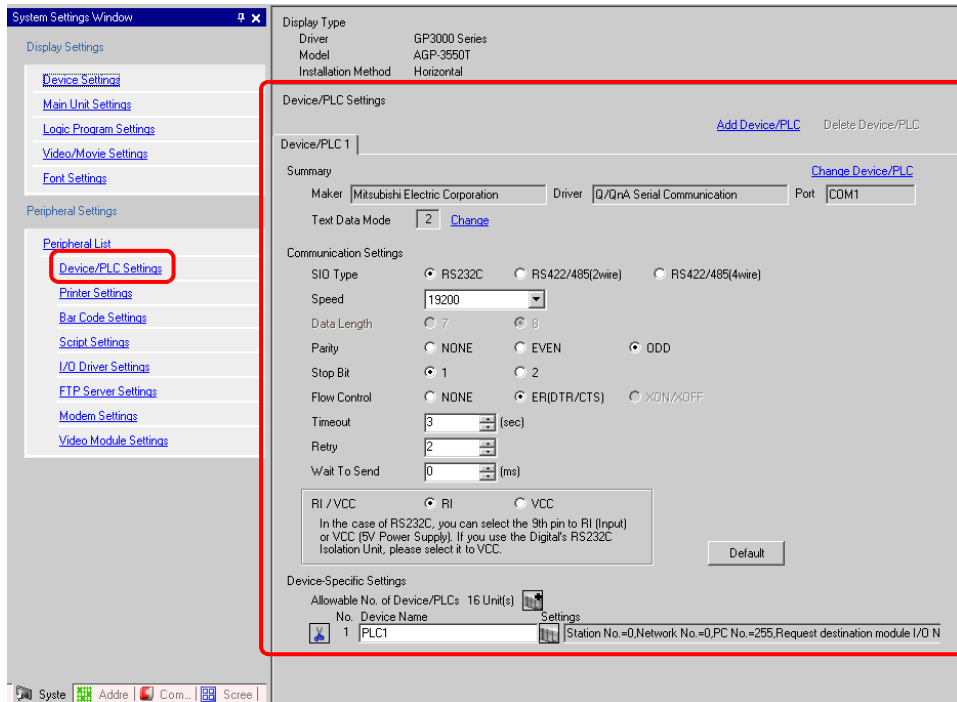 System Settings Window
Display Settings
Device Settings
Main Unit Settings
Logic Program Settings
Video/Movie Settings
Font Settings
Peripheral Settings
Peripheral List
Device/PLC Settings
Printer Settings
Bar Code Settings
Script Settings
I/O Driver Settings
FTP Server Settings
Modem Settings
Video Module Settings
Syste Addre Com... Scree
Display Type
Driver GP3000 Series
Model AGP-3550T
Installation Method Horizontal
Device/PLC Settings
Add Device/PLC Delete Device/PLC
Device/PLC 1
Summary Change Device/PLC
Maker Mitsubishi Electric Corporation Driver Q/QnA Serial Communication Port COM1
Text Data Mode 2 Change
Communication Settings
SIO Type RS232C RS422/485(2wire) RS422/485(4wire)
Speed 19200
Data Length 7 8
Parity NONE EVEN ODD
Stop Bit 1 2
Flow Control NONE ER(DTR/CTS) XON/XOFF
Timeout 3 (sec)
Retry 2
Wait To Send 0 (ms)
RI / VCC RI VCC
In the case of RS232C, you can select the 9th pin to RI (Input)
or VCC (5V Power Supply). If you use the Digital's RS232C
Isolation Unit, please select it to VCC.
Default
Device-Specific Settings
Allowable No. of Device/PLCs 16 Unit(s)
No. Device Name Settings
1 PLC1 Station No.=0,Network No.=0,PC No.=255,Request destination module I/O N